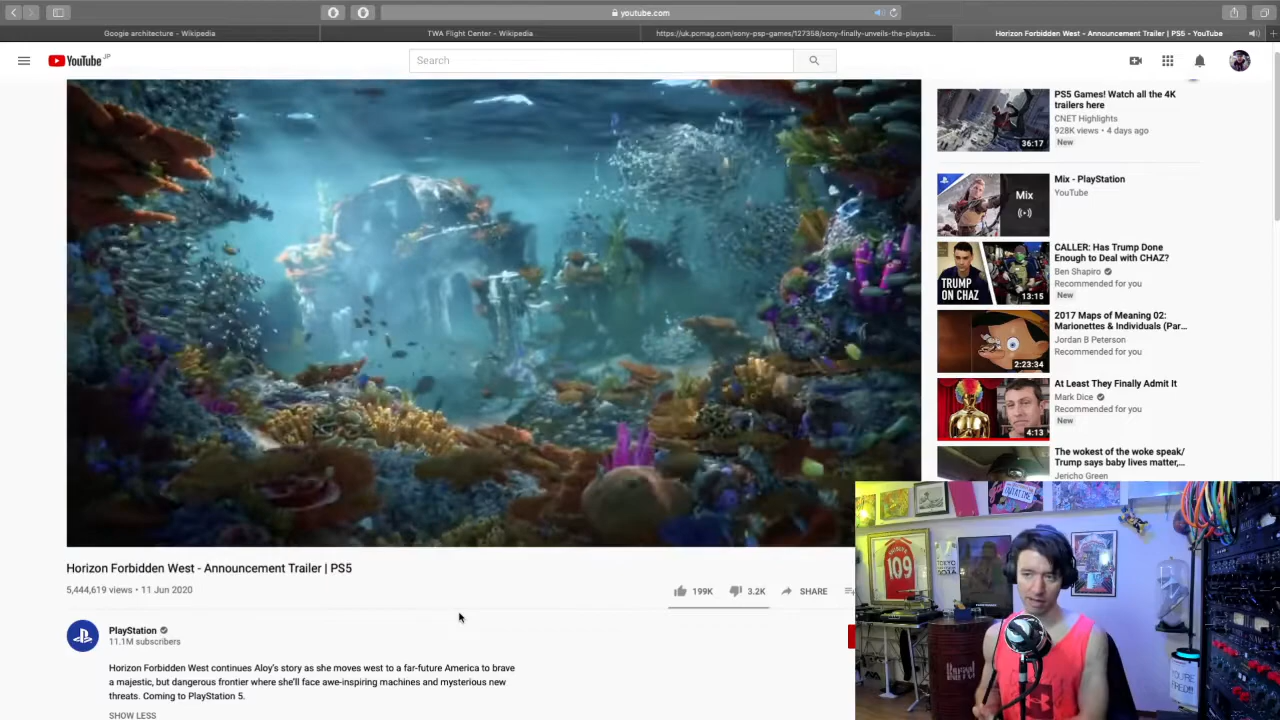 youtube.com
Googie architecture - Wikipedia
TWA Flight Center - Wikipedia
https://uk.pcmag.com/sony-psp-games/127358/sony-finally-unveils-the-playsta...
Horizon Forbidden West - Announcement Trailer | PS5 - YouTube
YouTube JP
Search
PS5 Games! Watch all the 4K
trailers here
CNET Highlights
928K views • 4 days ago
New
36:17
Mix - PlayStation
YouTube
Mix
CALLER: Has Trump Done
Enough to Deal with CHAZ?
Ben Shapiro
Recommended for you
New
TRUMP
ON CHAZ
13:15
2017 Maps of Meaning 02:
Marionettes & Individuals (Par...
Jordan B Peterson
Recommended for you
2:23:34
At Least They Finally Admit It
Mark Dice
Recommended for you
New
4:13
The wokest of the woke speak/
Trump says baby lives matter,...
Jericho Green
Horizon Forbidden West - Announcement Trailer | PS5
5,444,619 views • 11 Jun 2020
199K
3.2K
SHARE
PlayStation
11.1M subscribers
Horizon Forbidden West continues Aloy's story as she moves west to a far-future America to brave
a majestic, but dangerous frontier where she'll face awe-inspiring machines and mysterious new
threats. Coming to PlayStation 5.
SHOW LESS
OUTATIME
109
YOU'RE
FIRED!!